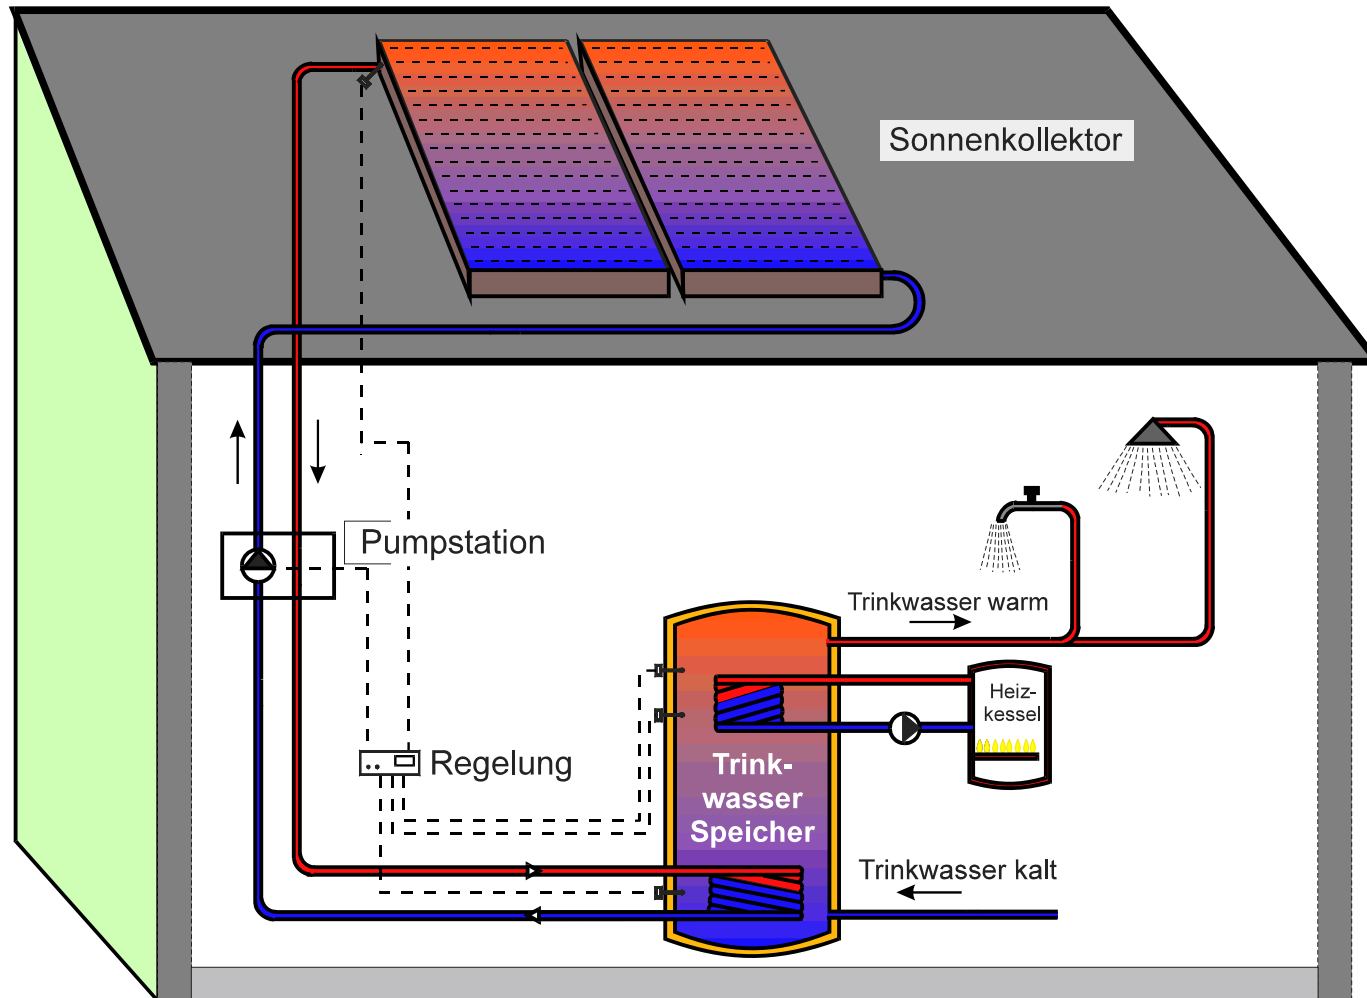 Sonnenkollektor
Pumpstation
Trinkwasser warm
Heiz-
kessel
Regelung
Trink-
wasser
Speicher
Trinkwasser kalt